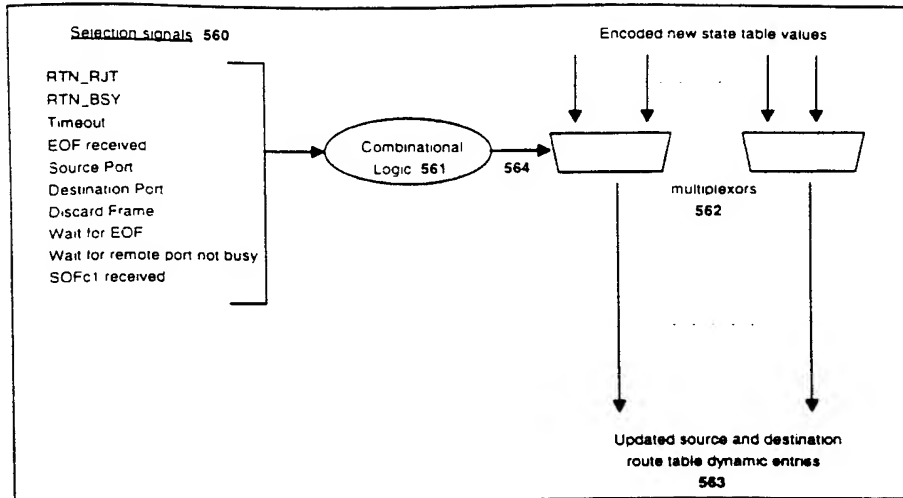 Selection signals 560
RTN_RJT
RTN_BSY
Timeout
EOF received
Source Port
Destination Port
Discard Frame
Wait for EOF
Wait for remote port not busy
SOFc1 received
Combinational
Logic 561
564
Encoded new state table values
multiplexors
562
Updated source and destination
route table dynamic entries
563